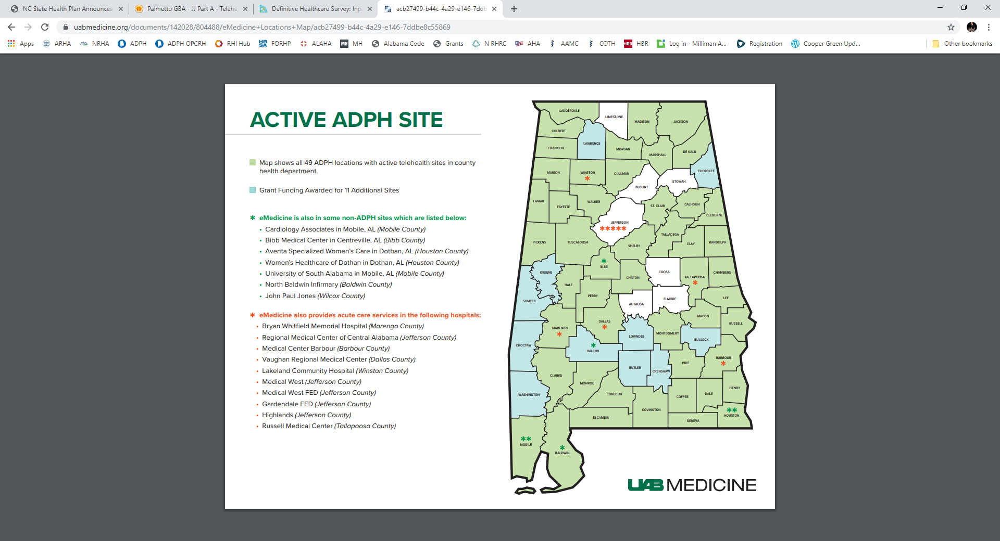 NC State Health Plan Announces
Palmetto GBA - JJ Part A - Telehe
Definitive Healthcare Survey: Inp
acb27499-b44c-4a29-e146-7ddb
uabmedicine.org/documents/142028/804488/eMedicine+Locations+Map/acb27499-b44c-4a29-e146-7ddbe8c55869
Apps ARHA NRHA ADPH ADPH OPCRH RHI Hub FORHP ALAHA MH MH Alabama Code Grants N RHRC AHA AAMC COTH HBR HBR Log in - Milliman A... Registration Cooper Green Upd... Other bookmarks
ACTIVE ADPH SITE
Map shows all 49 ADPH locations with active telehealth sites in county
health department.
Grant Funding Awarded for 11 Additional Sites
* eMedicine is also in some non-ADPH sites which are listed below:
• Cardiology Associates in Mobile, AL (Mobile County)
• Bibb Medical Center in Centreville, AL (Bibb County)
• Aventa Specialized Women's Care in Dothan, AL (Houston County)
• Women's Healthcare of Dothan in Dothan, AL (Houston County)
• University of South Alabama in Mobile, AL (Mobile County)
• North Baldwin Infirmary (Baldwin County)
• John Paul Jones (Wilcox County)
* eMedicine also provides acute care services in the following hospitals:
• Bryan Whitfield Memorial Hospital (Marengo County)
• Regional Medical Center of Central Alabama (Jefferson County)
• Medical Center Barbour (Barbour County)
• Vaughan Regional Medical Center (Dallas County)
• Lakeland Community Hospital (Winston County)
• Medical West (Jefferson County)
• Medical West FED (Jefferson County)
• Gardendale FED (Jefferson County)
• Highlands (Jefferson County)
• Russell Medical Center (Tallapoosa County)
LAUDERDALE
LIMESTONE
MADISON
JACKSON
COLBERT
LAWRENCE
FRANKLIN
MORGAN
MARSHALL
DE KALB
MARION
WINSTON
*
CULLMAN
CHEROKEE
BLOUNT
ETOWAH
LAMAR
FAYETTE
WALKER
ST. CLAIR
CALHOUN
CLEBURNE
JEFFERSON
*****
PICKENS
TUSCALOOSA
SHELBY
TALLADEGA
CLAY
RANDOLPH
*
BIBB
GREENE
HALE
CHILTON
COOSA
TALLAPOOSA
*
CHAMBERS
SUMTER
PERRY
AUTAUGA
ELMORE
LEE
MACON
RUSSELL
MARENGO
*
DALLAS
*
LOWNDES
MONTGOMERY
BULLOCK
CHOCTAW
*
WILCOX
BARBOUR
*
CLARKE
BUTLER
CRENSHAW
PIKE
MONROE
WASHINGTON
CONECUH
COFFEE
DALE
HENRY
ESCAMBIA
COVINGTON
GENEVA
**
HOUSTON
**
MOBILE
*
BALDWIN
UAB MEDICINE